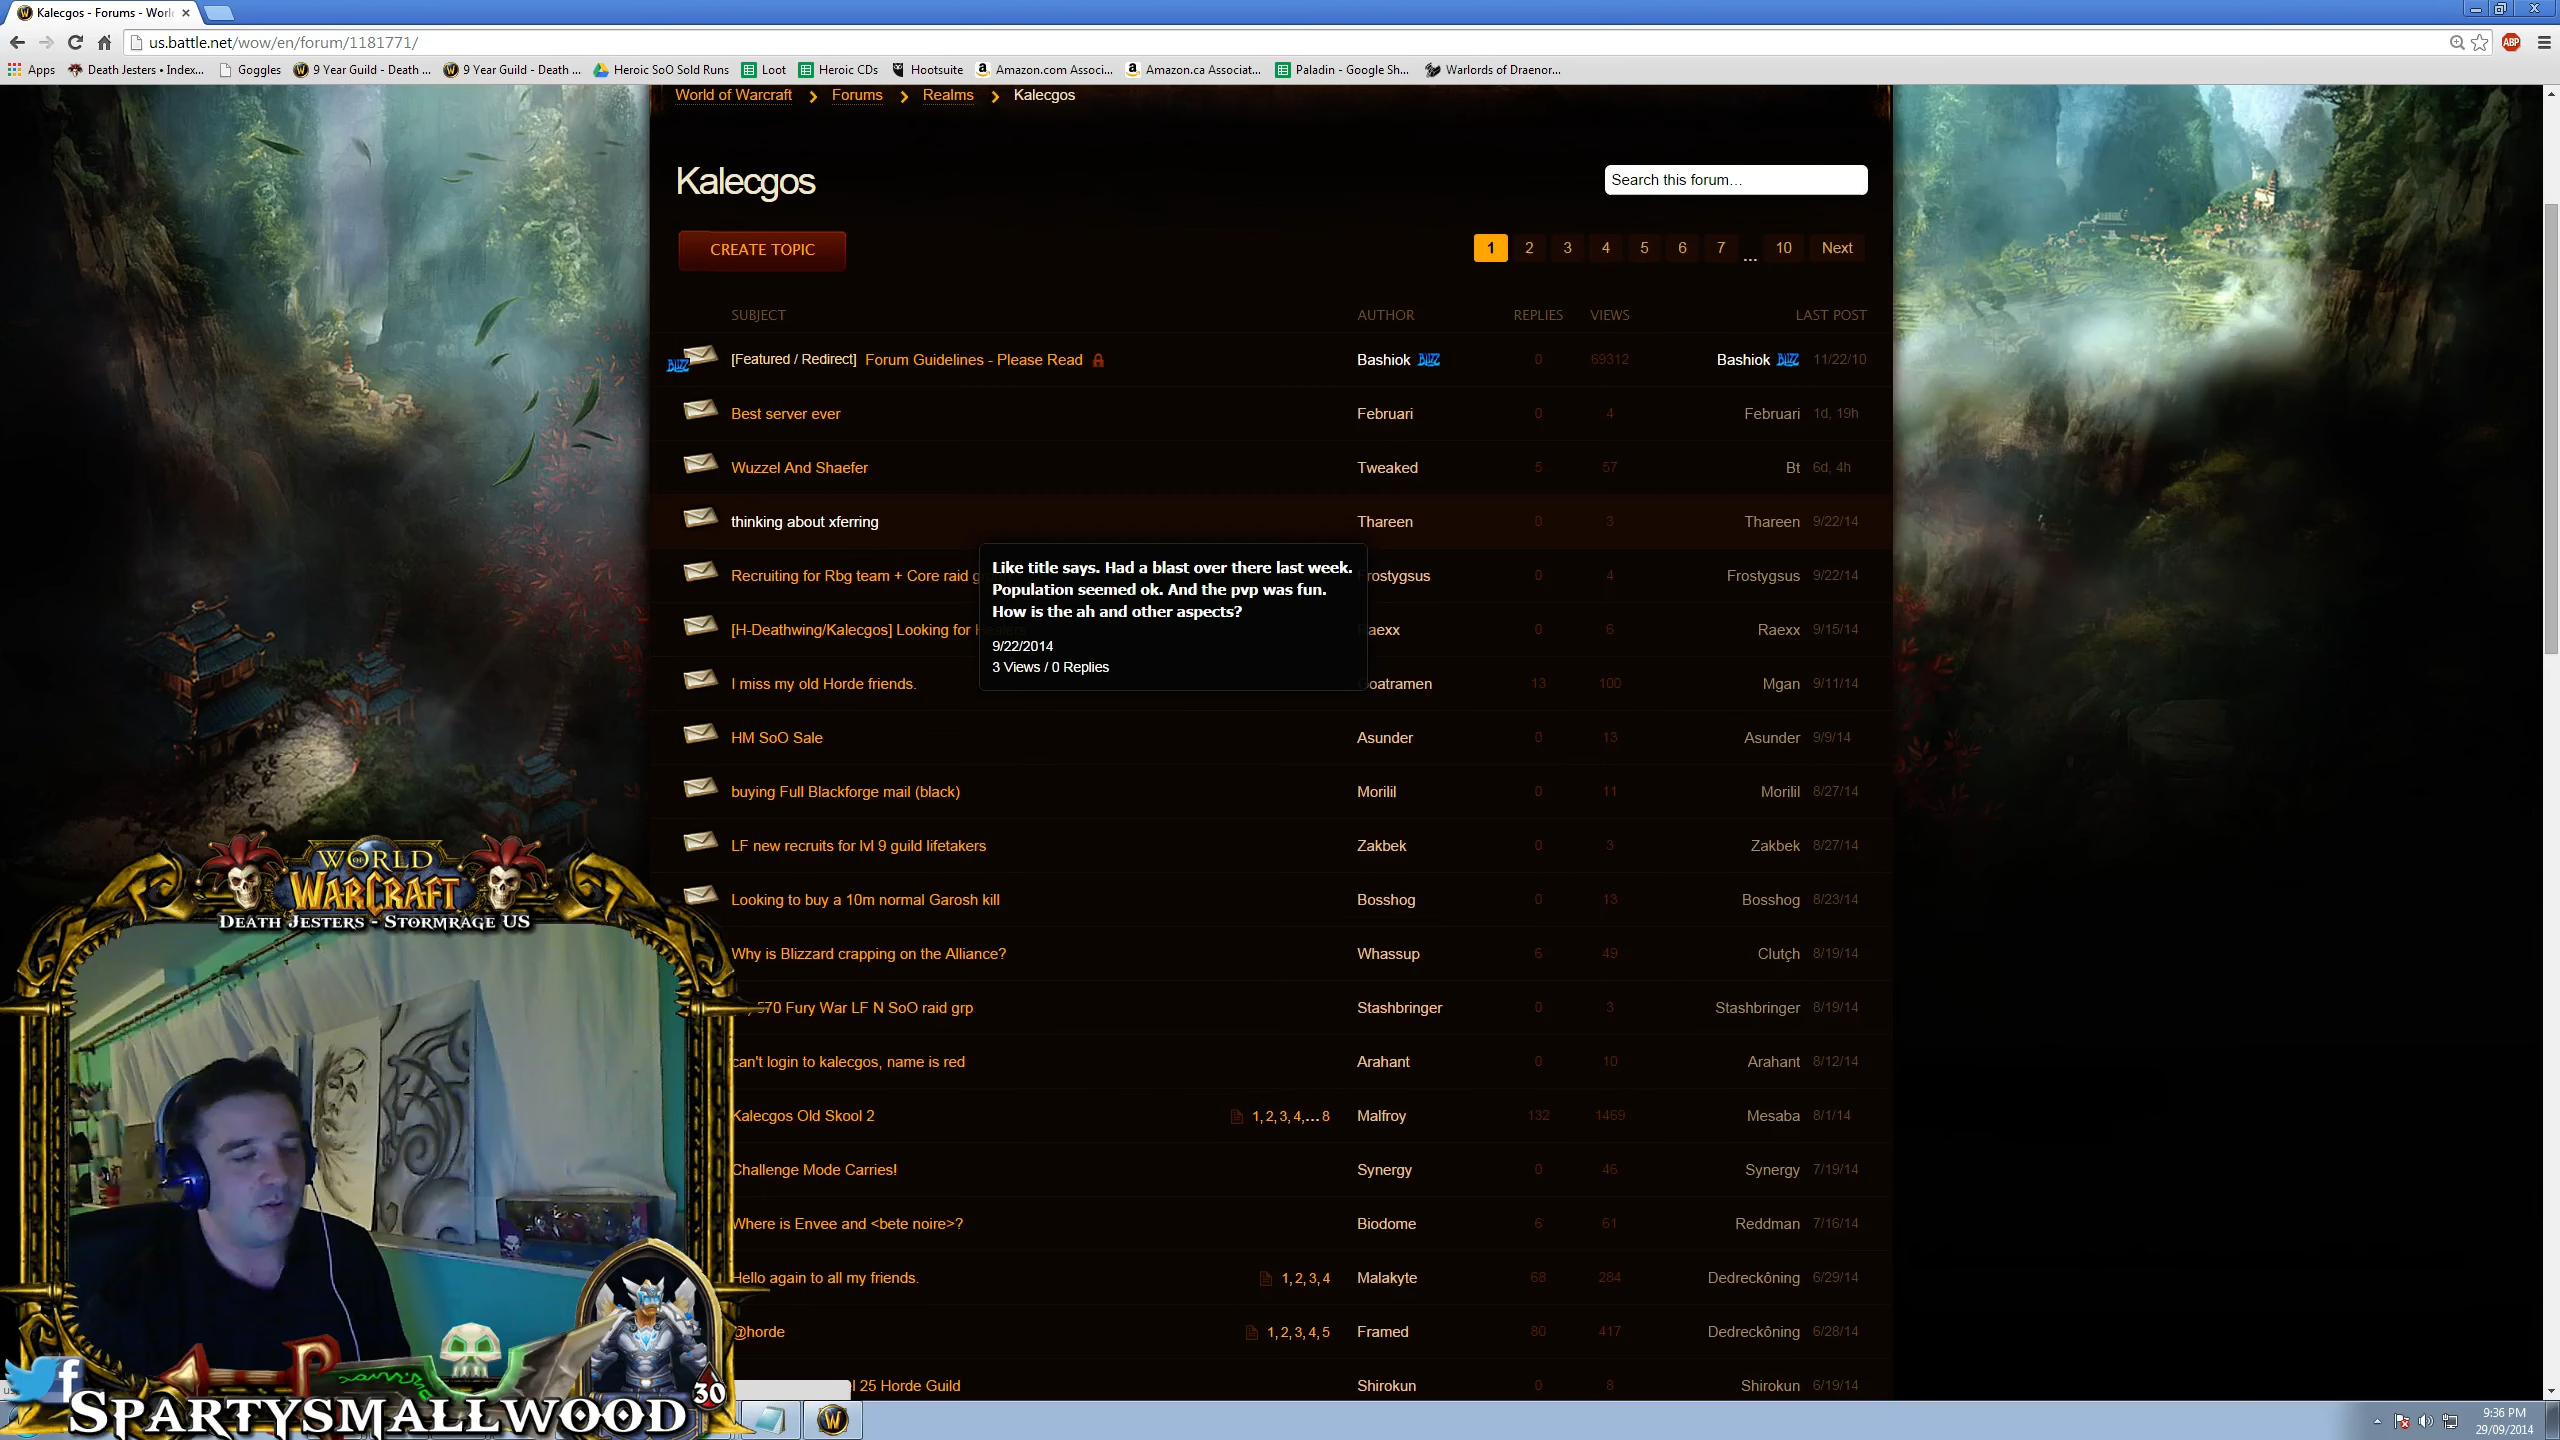 Kalecgos - Forums - Worl
us.battle.net/wow/en/forum/1181771/
ABP
Apps Death Jesters • Index... Goggles 9 Year Guild - Death ... 9 Year Guild - Death ... Heroic SoO Sold Runs Loot Heroic CDs Hootsuite Amazon.com Associ... Amazon.ca Associat... Paladin - Google Sh... Warlords of Draenor...
World of Warcraft Forums Realms Kalecgos
Kalecgos
Search this forum…
CREATE TOPIC
1 2 3 4 5 6 7 … 10 Next
SUBJECT AUTHOR REPLIES VIEWS LAST POST
BLIZZ [Featured / Redirect] Forum Guidelines - Please Read Bashiok BLIZZ 0 69312 Bashiok BLIZZ 11/22/10
Best server ever Februari 0 4 Februari 1d, 19h
Wuzzel And Shaefer Tweaked 5 57 Bt 6d, 4h
thinking about xferring Thareen 0 3 Thareen 9/22/14
Like title says. Had a blast over there last week.
Population seemed ok. And the pvp was fun.
How is the ah and other aspects?
9/22/2014
3 Views / 0 Replies
Recruiting for Rbg team + Core raid rostygsus 0 4 Frostygsus 9/22/14
[H-Deathwing/Kalecgos] Looking for Healers Raexx 0 6 Raexx 9/15/14
I miss my old Horde friends. Goatramen 13 100 Mgan 9/11/14
HM SoO Sale Asunder 0 13 Asunder 9/9/14
buying Full Blackforge mail (black) Morilil 0 11 Morilil 8/27/14
LF new recruits for lvl 9 guild lifetakers Zakbek 0 3 Zakbek 8/27/14
Looking to buy a 10m normal Garosh kill Bosshog 0 13 Bosshog 8/23/14
Why is Blizzard crapping on the Alliance? Whassup 6 49 Clutçh 8/19/14
570 Fury War LF N SoO raid grp Stashbringer 0 3 Stashbringer 8/19/14
can't login to kalecgos, name is red Arahant 0 10 Arahant 8/12/14
Kalecgos Old Skool 2 1, 2, 3, 4,… 8 Malfroy 132 1469 Mesaba 8/1/14
Challenge Mode Carries! Synergy 0 46 Synergy 7/19/14
Where is Envee and <bete noire>? Biodome 6 61 Reddman 7/16/14
Hello again to all my friends. 1, 2, 3, 4 Malakyte 68 284 Dedreckôning 6/29/14
@horde 1, 2, 3, 4, 5 Framed 80 417 Dedreckôning 6/28/14
25 Horde Guild Shirokun 0 8 Shirokun 6/19/14
WORLD
OF
WARCRAFT
DEATH JESTERS - STORMRAGE US
30
SPARTYSMALLWOOD
9:36 PM
29/09/2014